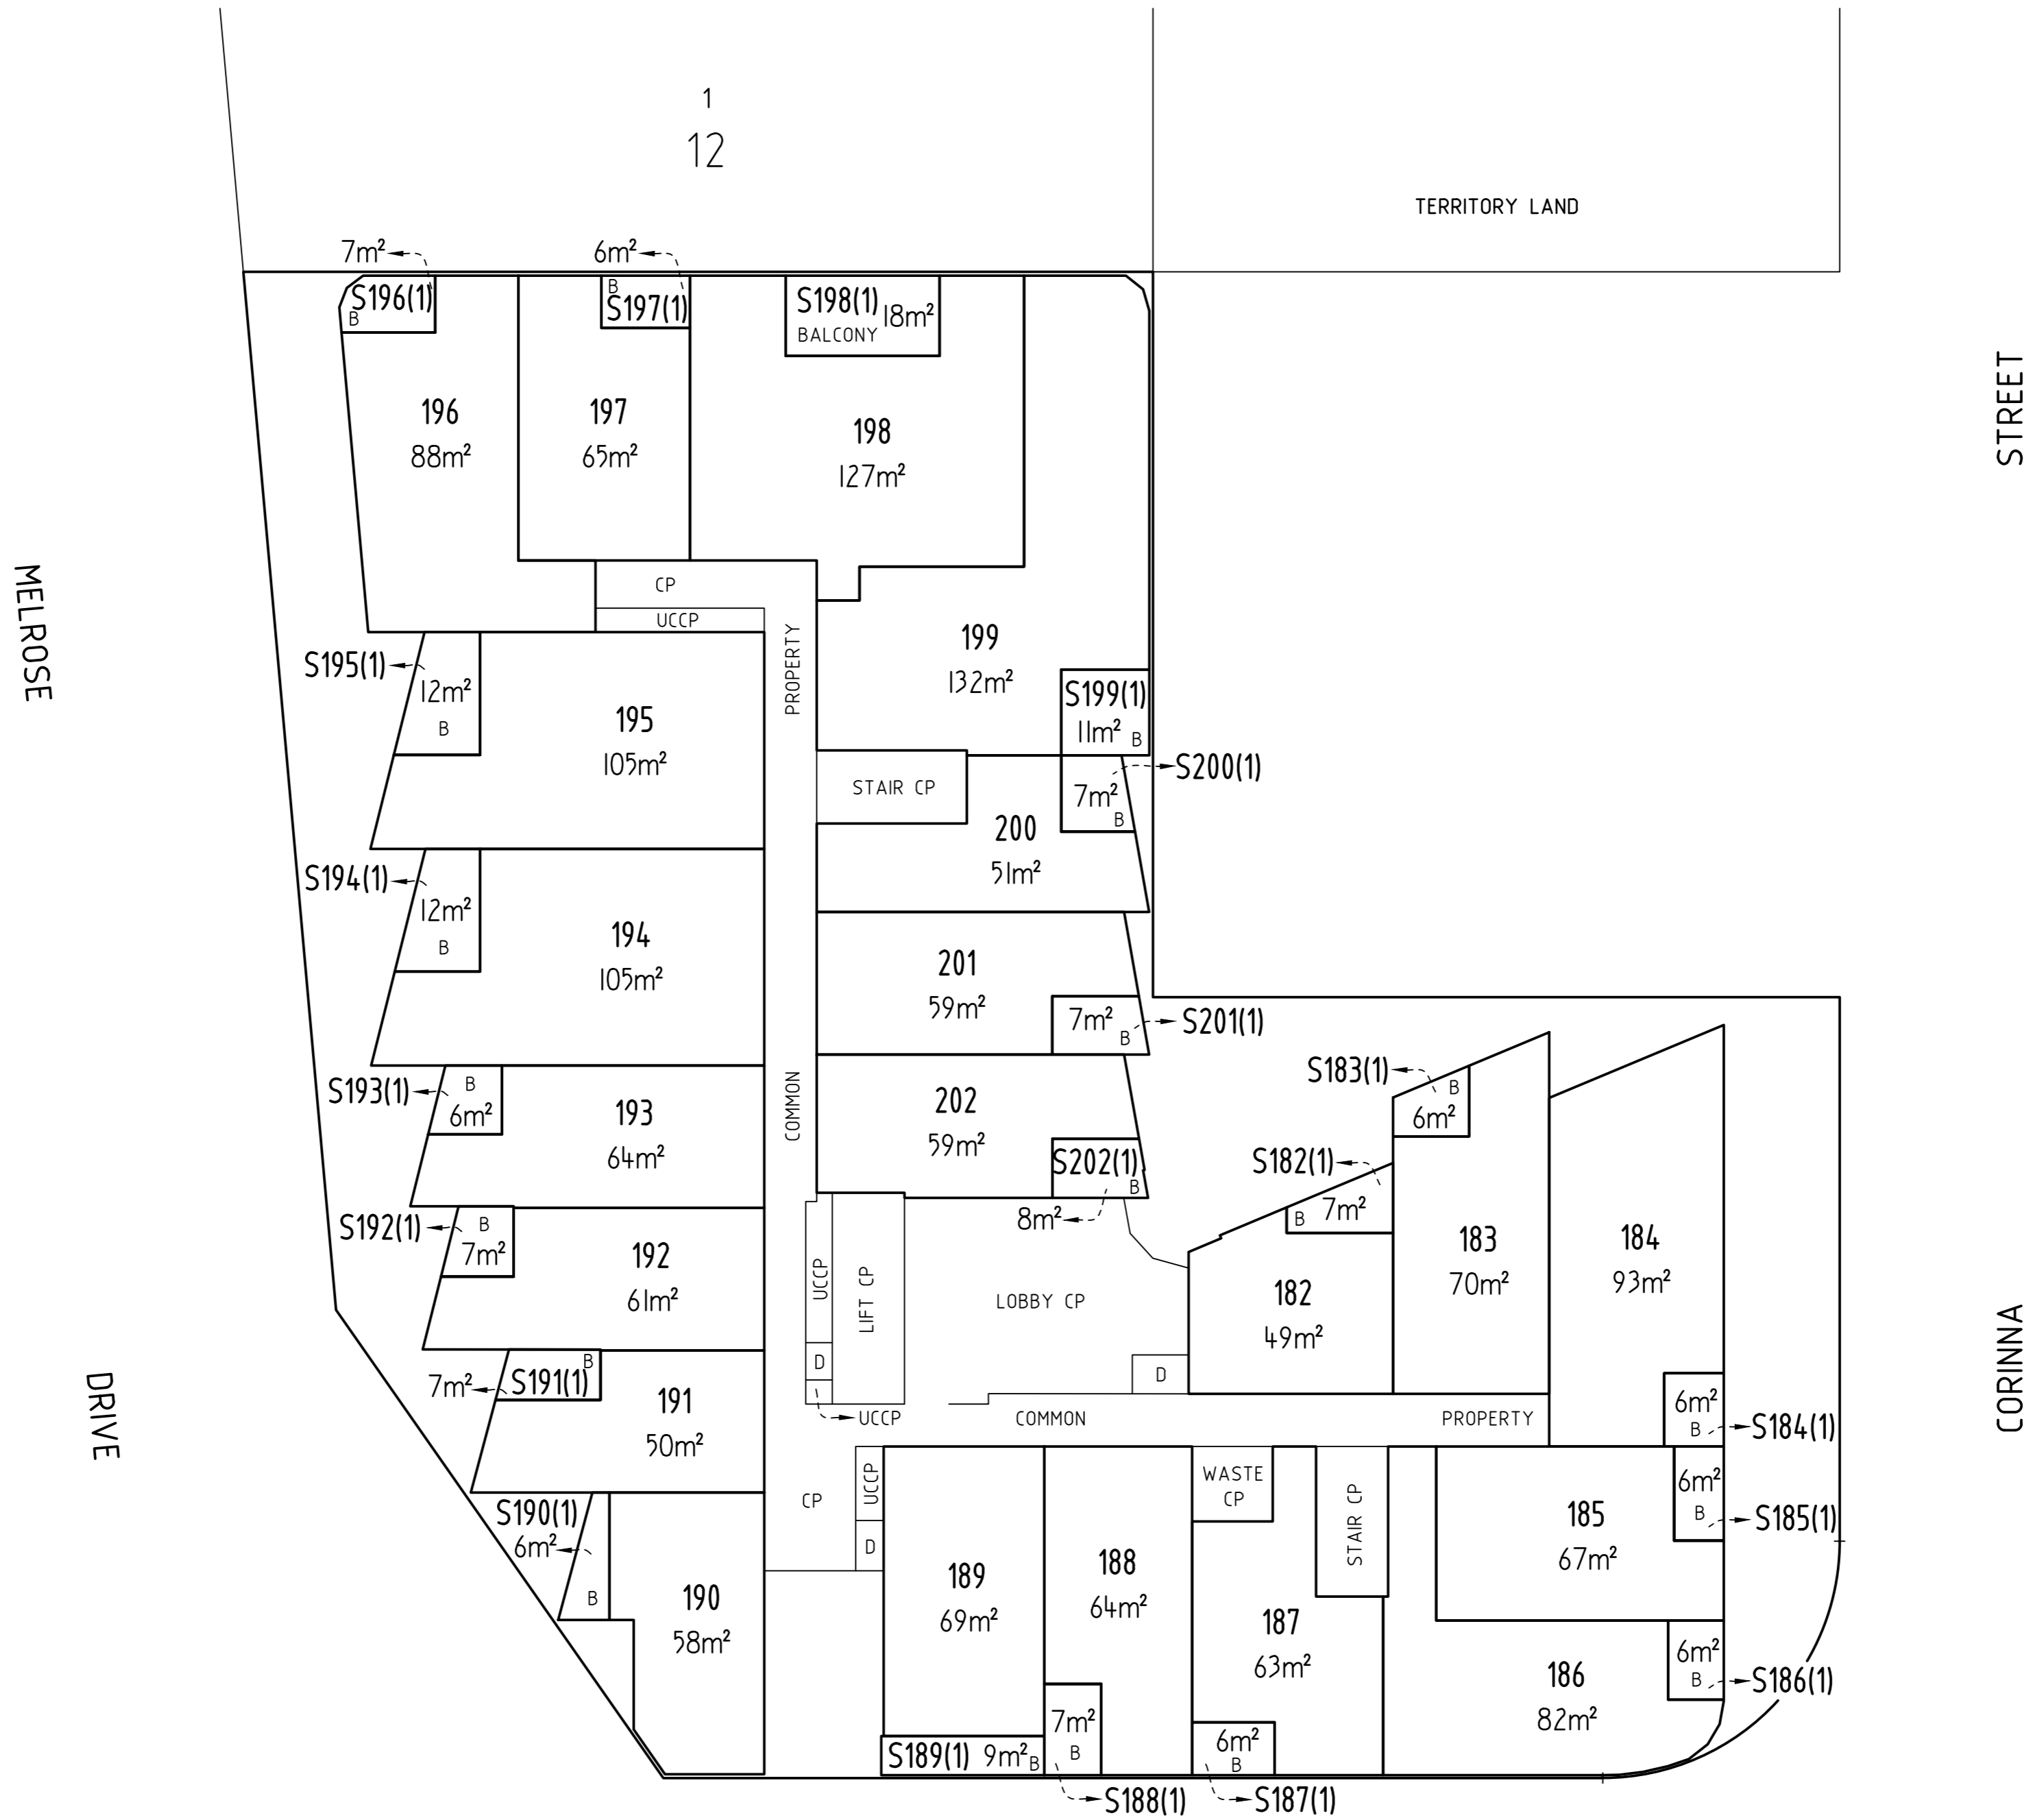 1
12
TERRITORY LAND
7m²
6m²
S196(1)
B
B
S197(1)
S198(1)
18m²
BALCONY
196
88m²
197
65m²
198
127m²
STREET
MELROSE
CP
UCCP
PROPERTY
199
132m²
S199(1)
11m²
B
S195(1)
12m²
B
195
105m²
STAIR CP
S200(1)
7m²
B
200
51m²
S194(1)
12m²
B
194
105m²
201
59m²
7m²
B
S201(1)
S193(1)
B
6m²
193
64m²
COMMON
202
59m²
S202(1)
B
8m²
S183(1)
B
6m²
S182(1)
B
7m²
S192(1)
B
7m²
192
61m²
UCCP
LIFT CP
LOBBY CP
182
49m²
183
70m²
184
93m²
DRIVE
CORINNA
7m²
S191(1)
B
191
50m²
D
D
UCCP
COMMON
PROPERTY
6m²
B
S184(1)
S190(1)
6m²
B
190
58m²
CP
UCCP
D
189
69m²
188
64m²
WASTE
CP
STAIR CP
187
63m²
185
67m²
6m²
B
S185(1)
186
82m²
6m²
B
S186(1)
S189(1)
9m²
B
7m²
B
S188(1)
6m²
B
S187(1)